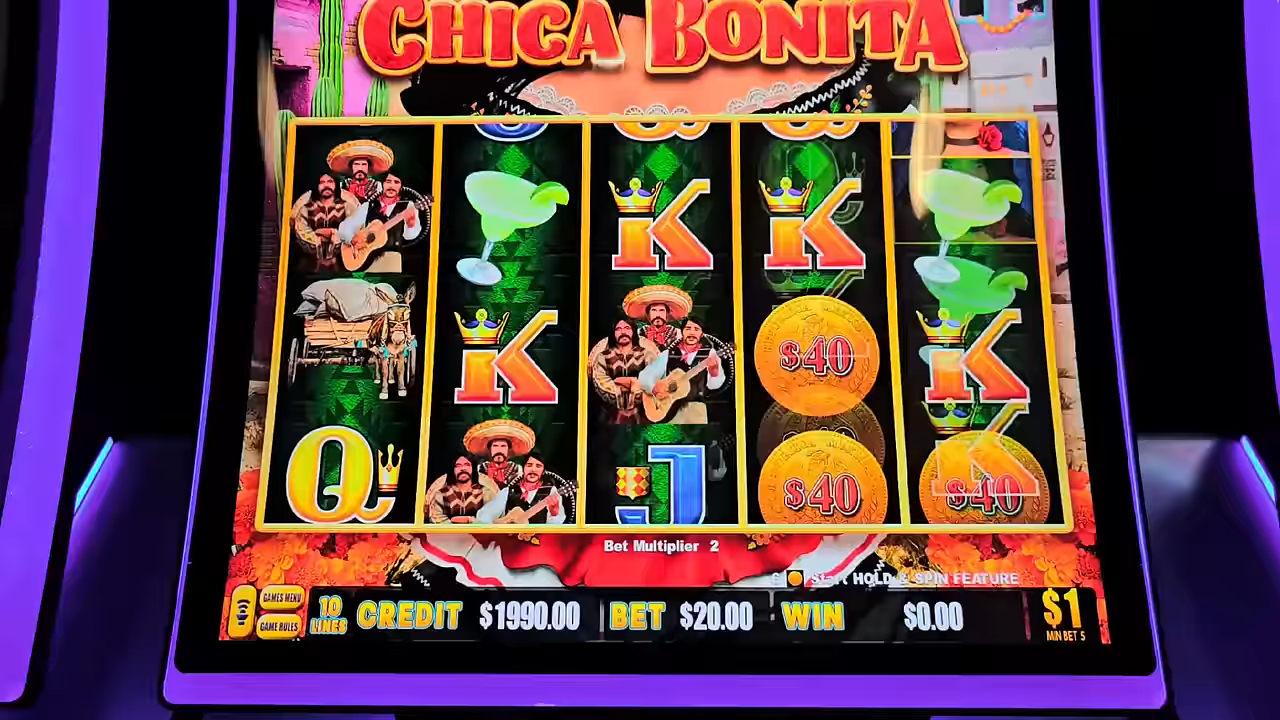 CHICA BONITA
K K
$40
K K
Q J $40 $40
Bet Multiplier 2
HOLD & SPIN FEATURE
GAMES MENU
GAME RULES
10 LINES CREDIT $1990.00 BET $20.00 WIN $0.00 $1
MIN BET 5